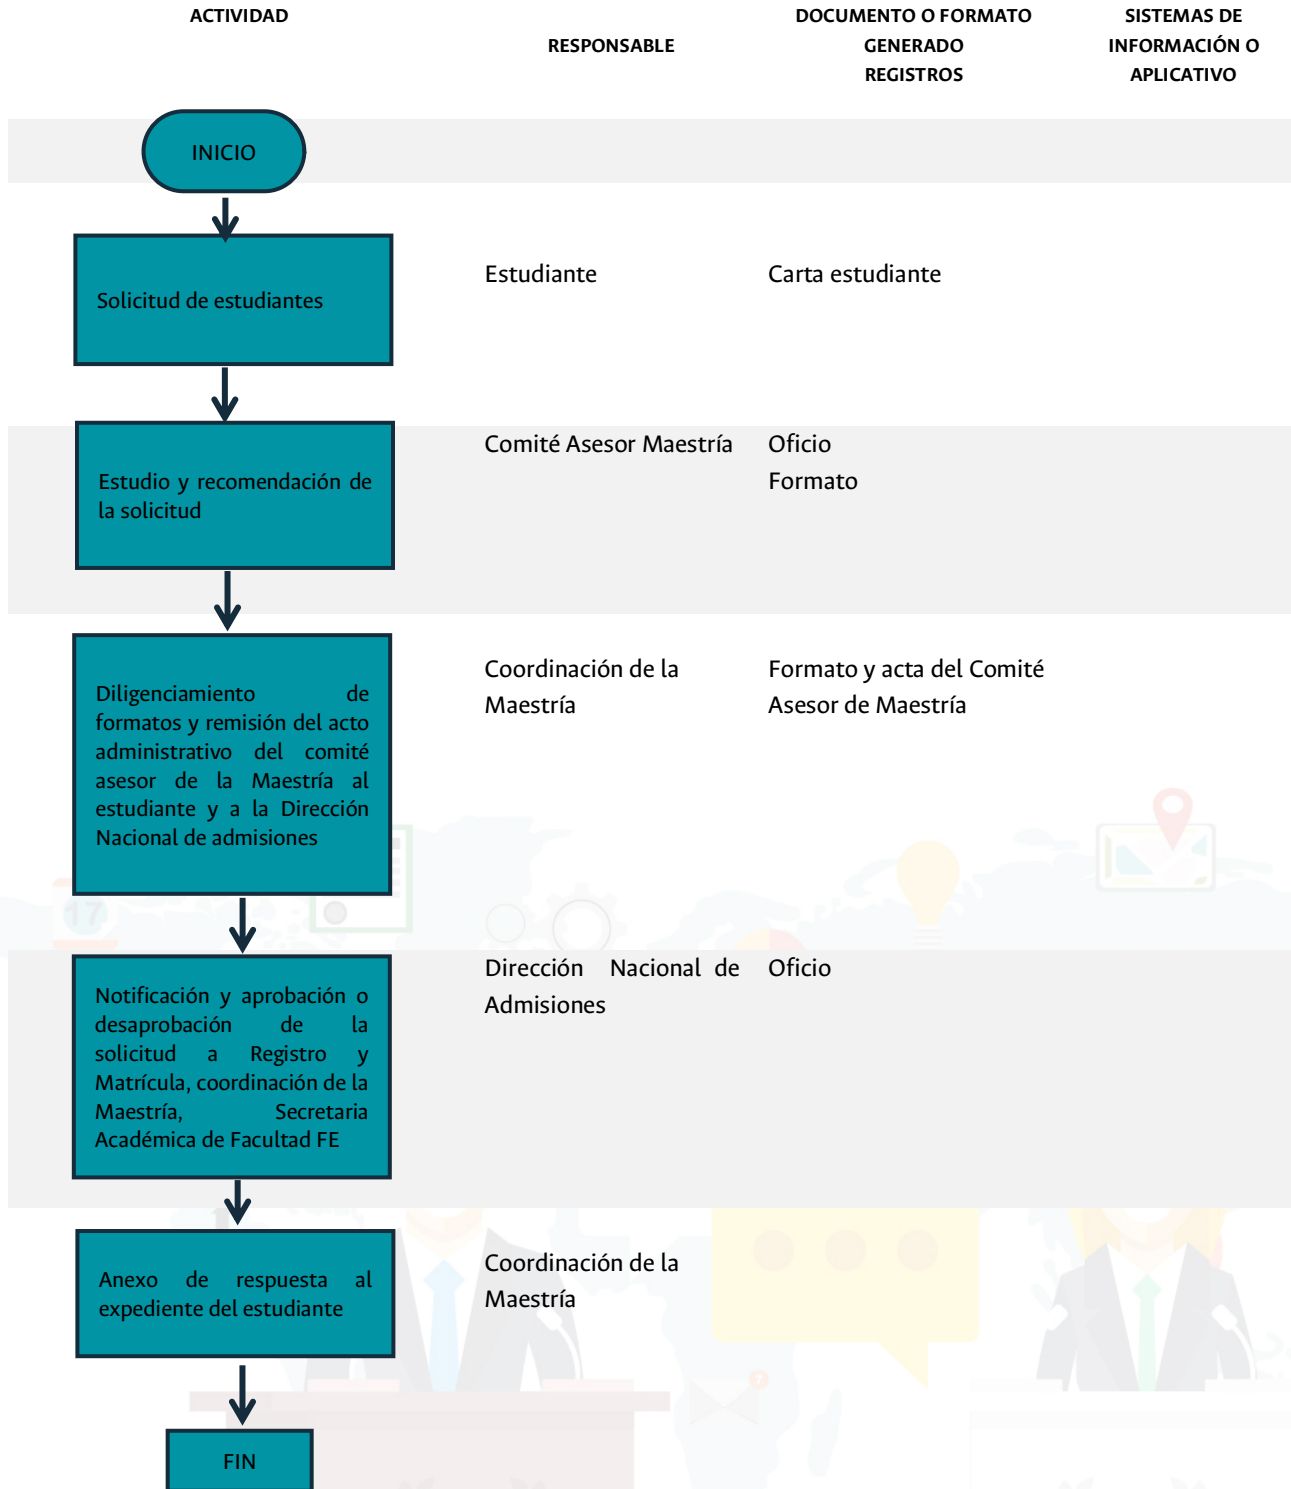 ACTIVIDAD
RESPONSABLE
DOCUMENTO O FORMATO
GENERADO
REGISTROS
SISTEMAS DE
INFORMACIÓN O
APLICATIVO
INICIO
Solicitud de estudiantes
Estudiante
Carta estudiante
Estudio y recomendación de
la solicitud
Comité Asesor Maestría
Oficio
Formato
Diligenciamiento de
formatos y remisión del acto
administrativo del comité
asesor de la Maestría al
estudiante y a la Dirección
Nacional de admisiones
Coordinación de la
Maestría
Formato y acta del Comité
Asesor de Maestría
17
Notificación y aprobación o
desaprobación de la
solicitud a Registro y
Matrícula, coordinación de la
Maestría, Secretaria
Académica de Facultad FE
Dirección Nacional de
Admisiones
Oficio
Anexo de respuesta al
expediente del estudiante
Coordinación de la
Maestría
7
FIN